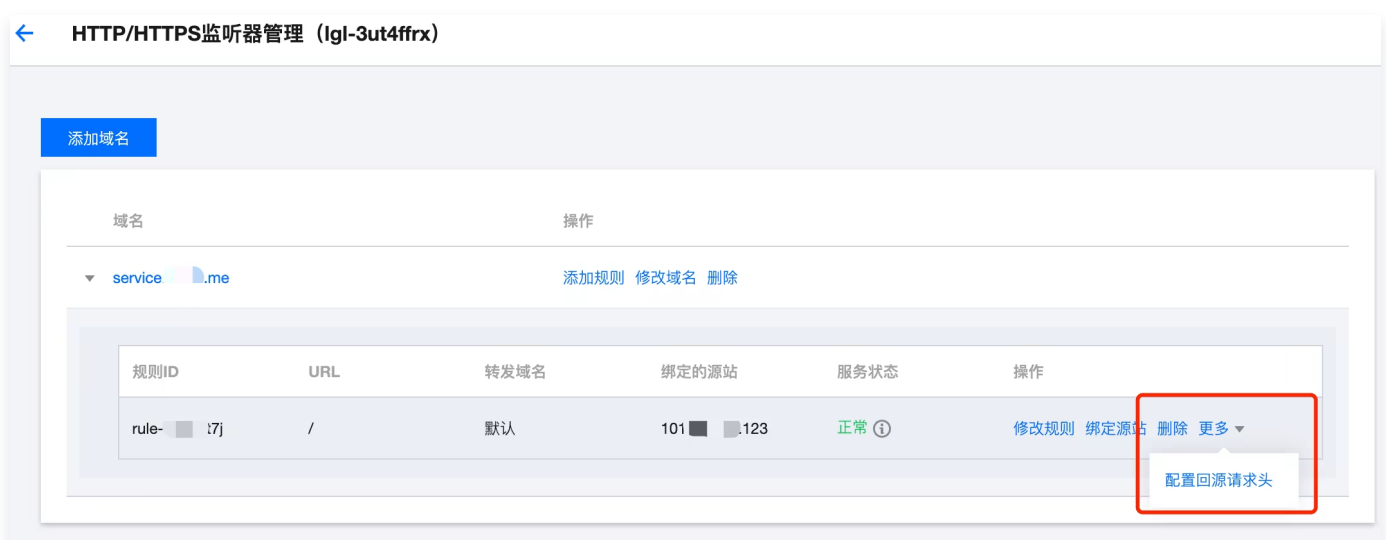 HTTP/HTTPS监听器管理（lgl-3ut4ffrx）
添加域名
域名 操作
service .me 添加规则 修改域名 删除
规则ID URL 转发域名 绑定的源站 服务状态 操作
rule- t7j / 默认 101 .123 正常 修改规则 绑定源站 删除 更多
配置回源请求头